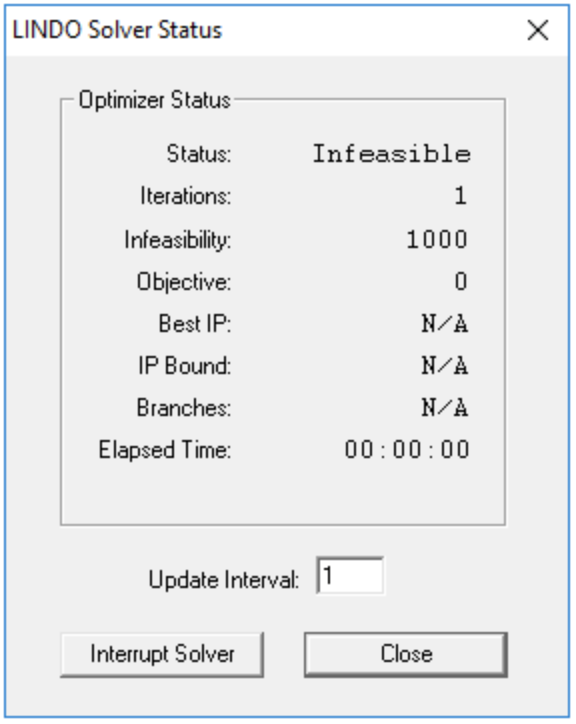 LINDO Solver Status
Optimizer Status
Status: Infeasible
Iterations: 1
Infeasibility: 1000
Objective: 0
Best IP: N/A
IP Bound: N/A
Branches: N/A
Elapsed Time: 00:00:00
Update Interval: 1
Interrupt Solver Close